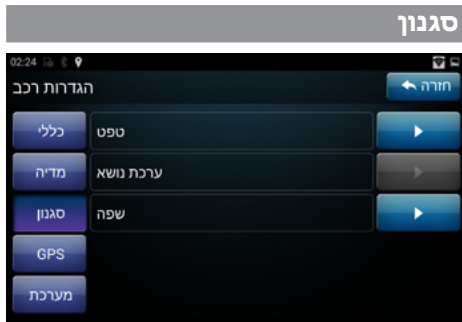 סגנון
02:24
הגדרות רכב
חזרה
כללי
טפט
מדיה
ערכת נושא
סגנון
שפה
GPS
מערכת